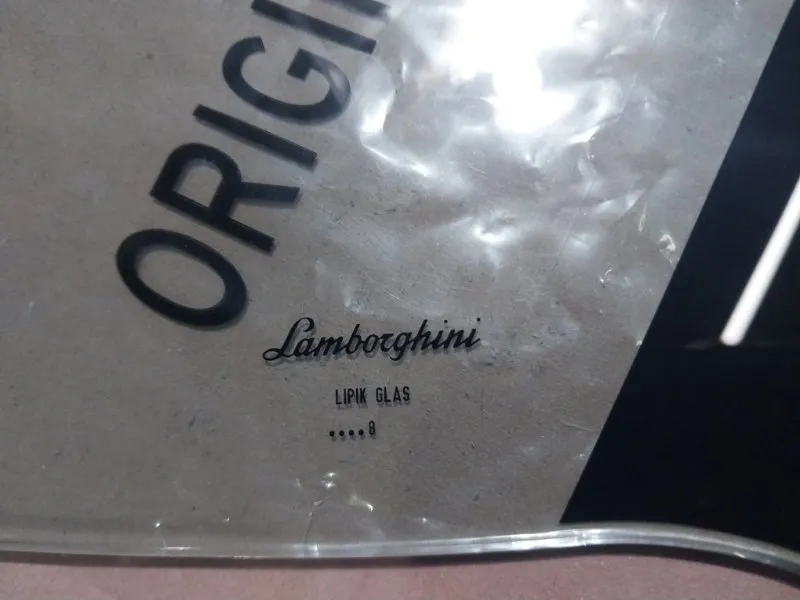 ORIGI
Lamborghini
LIPIK GLAS
....8